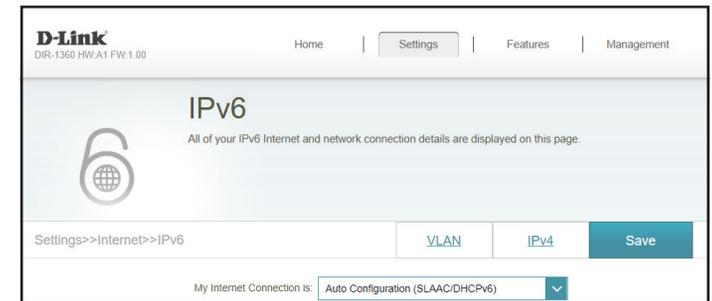 D-Link
DIR-1360 HW:A1 FW:1.00
Home | Settings | Features | Management
IPv6
All of your IPv6 Internet and network connection details are displayed on this page.
Settings>>Internet>>IPv6 VLAN IPv4 Save
My Internet Connection is: Auto Configuration (SLAAC/DHCPv6)